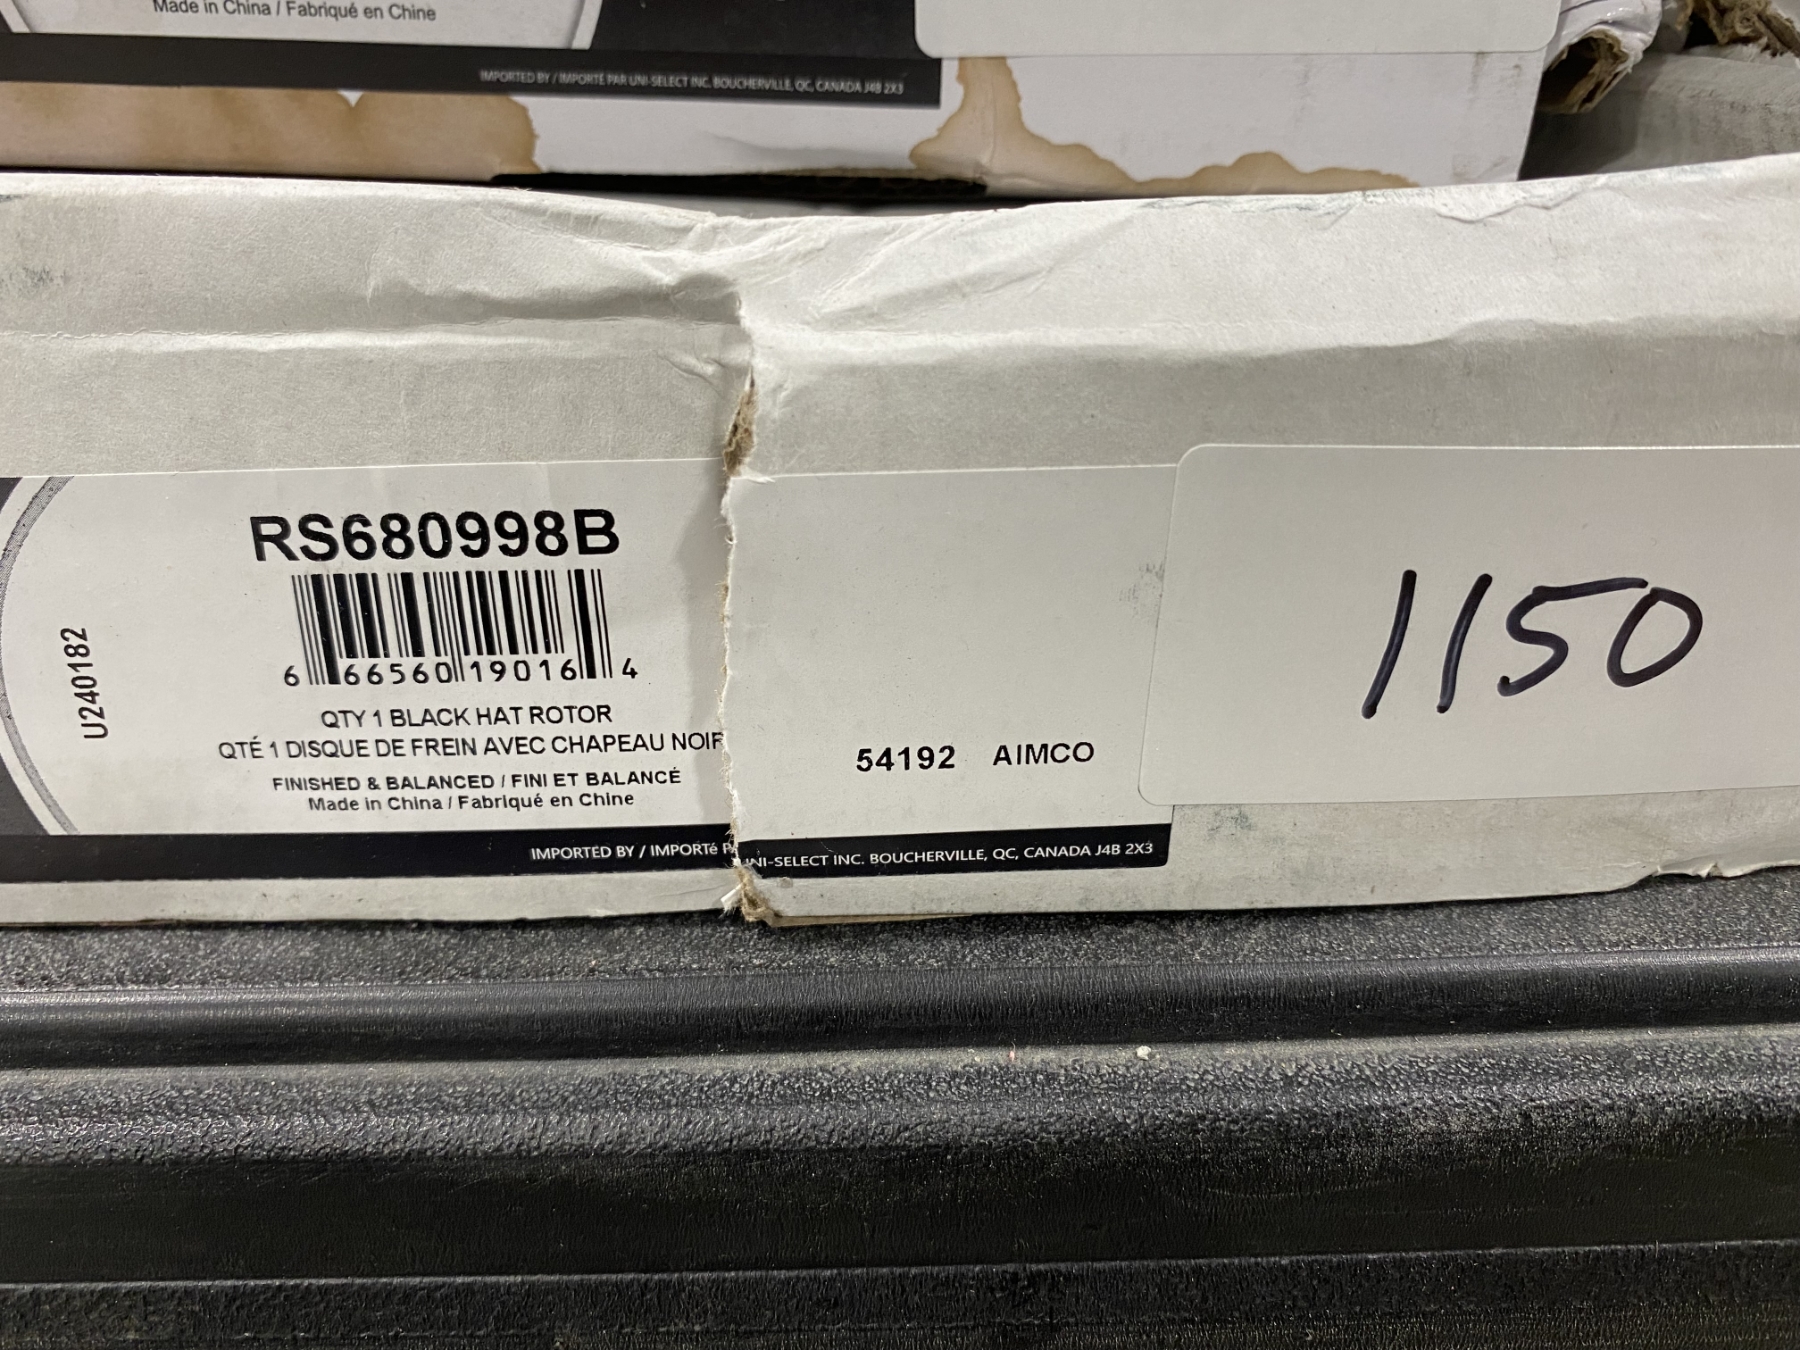 Made in China / Fabriqué en Chine
IMPORTED BY / IMPORTÉ PAR UNI-SELECT INC. BOUCHERVILLE, QC, CANADA J4B 2X3
RS680998B
U240182
6 66560 19016 4
QTY 1 BLACK HAT ROTOR
QTÉ 1 DISQUE DE FREIN AVEC CHAPEAU NOIR
FINISHED & BALANCED / FINI ET BALANCÉ
Made in China / Fabriqué en Chine
54192 AIMCO
1150
IMPORTED BY / IMPORTé PA UNI-SELECT INC. BOUCHERVILLE, QC, CANADA J4B 2X3